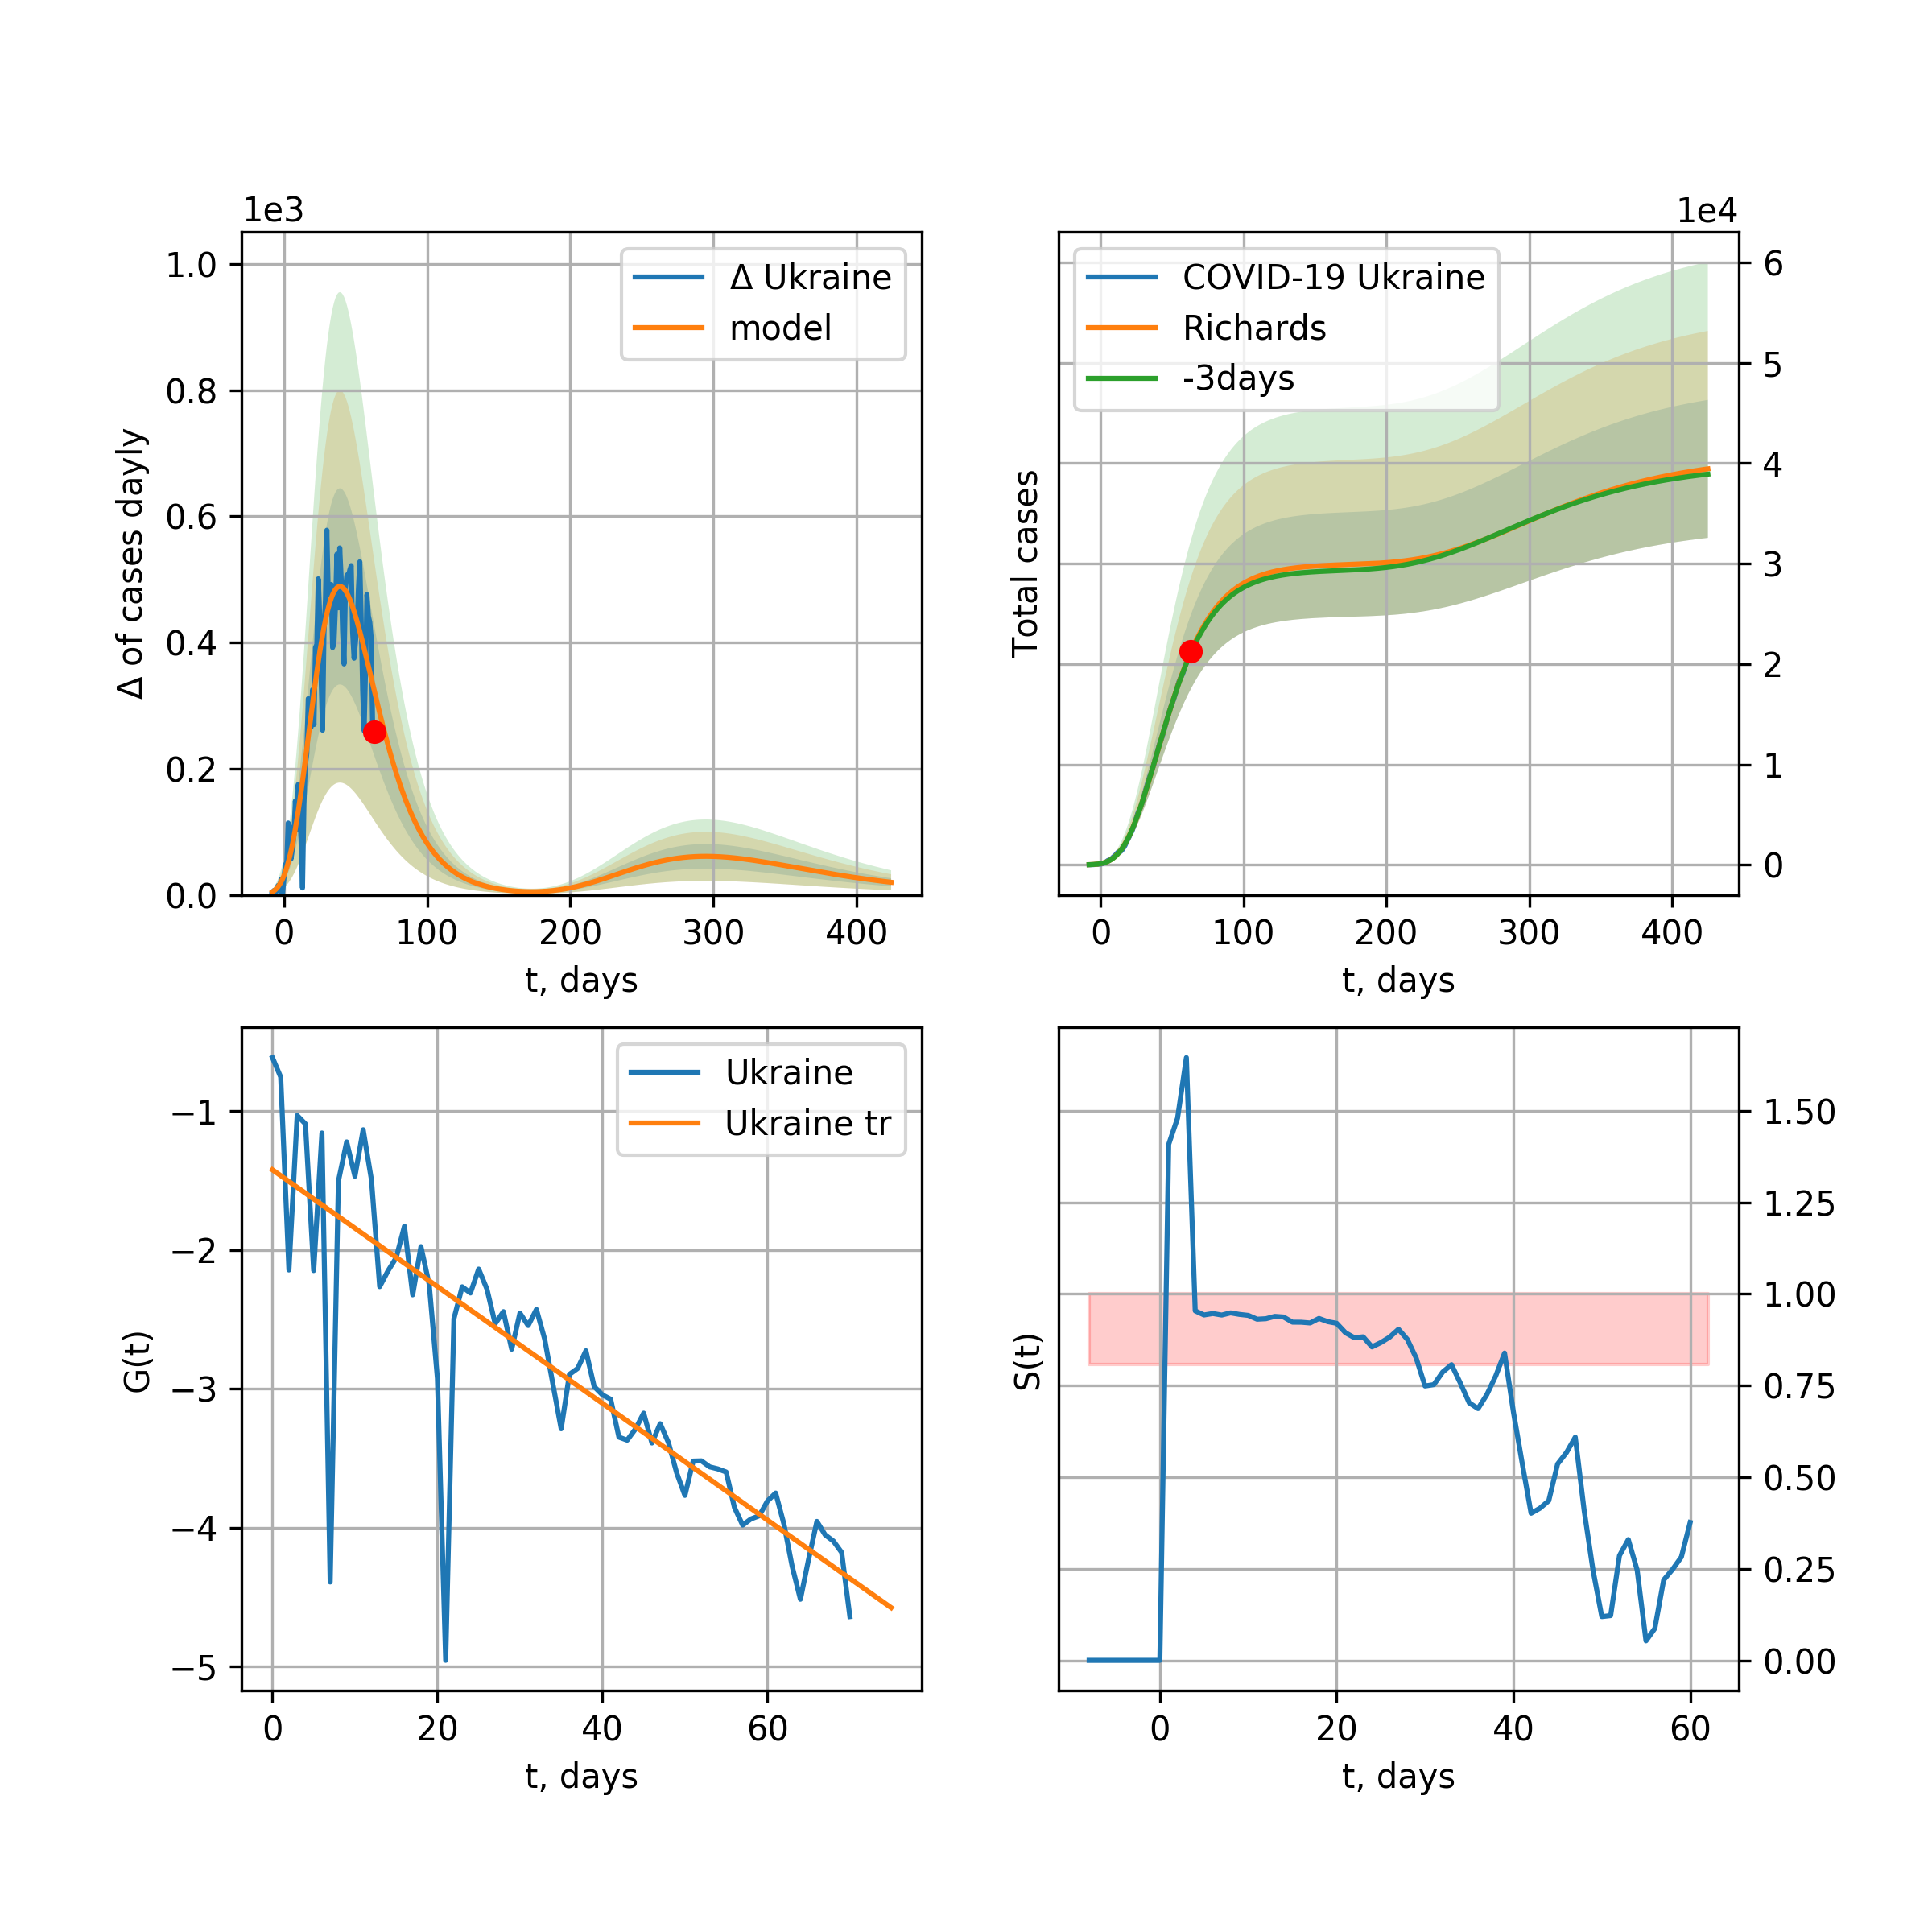 1e3
1.0
0.8
0.6
0.4
0.2
0.0
Δ of cases dayly
Δ Ukraine
model
0
100
200
300
400
t, days
1e4
COVID-19 Ukraine
Richards
-3days
Total cases
6
5
4
3
2
1
0
0
100
200
300
400
t, days
Ukraine
Ukraine tr
G(t)
−1
−2
−3
−4
−5
0
20
40
60
t, days
S(t)
1.50
1.25
1.00
0.75
0.50
0.25
0.00
0
20
40
60
t, days